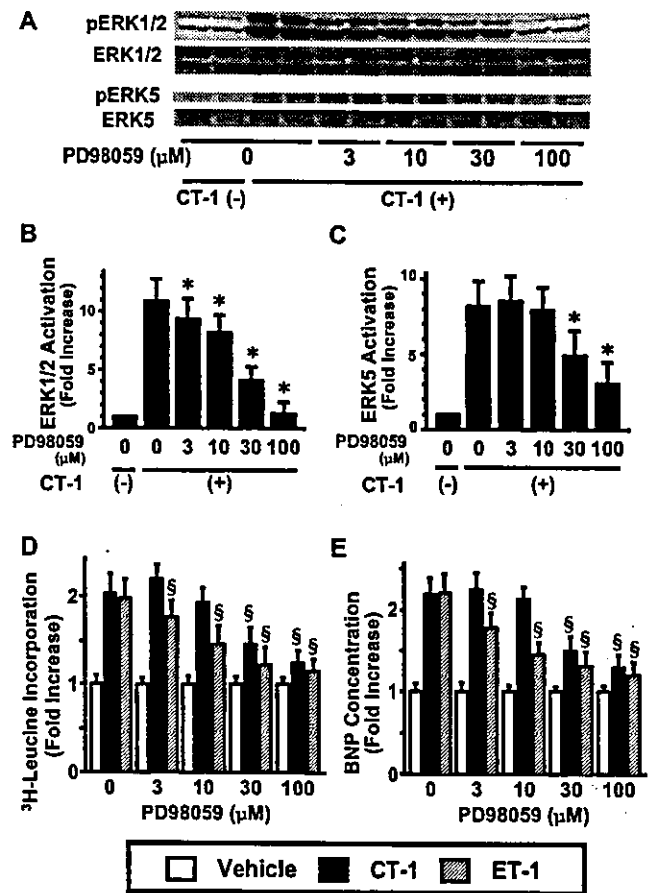 A
pERK1/2
ERK1/2
pERK5
ERK5
PD98059 (μM) 0 3 10 30 100
CT-1 (-) CT-1 (+)
B
ERK1/2 Activation
(Fold Increase)
10
5
0
* * * *
PD98059 (μM) 0 0 3 10 30 100
CT-1 (-) (+)
C
ERK5 Activation
(Fold Increase)
10
5
0
* *
PD98059 (μM) 0 0 3 10 30 100
CT-1 (-) (+)
D
³H-Leucine Incorporation
(Fold Increase)
2
1
0
§ § § § § §
0 3 10 30 100
PD98059 (μM)
E
BNP Concentration
(Fold Increase)
2
1
0
§ § § § § §
0 3 10 30 100
PD98059 (μM)
Vehicle CT-1 ET-1